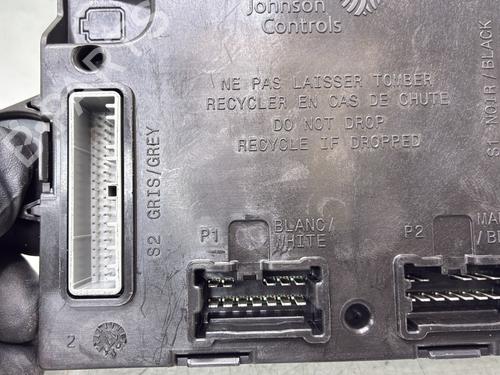 Johnson
Controls
NE PAS LAISSER TOMBER
RECYCLER EN CAS DE CHUTE
DO NOT DROP
RECYCLE IF DROPPED
S1 NOIR/BLACK
S2 GRIS/GREY
P1
BLANC/
WHITE
P2
2